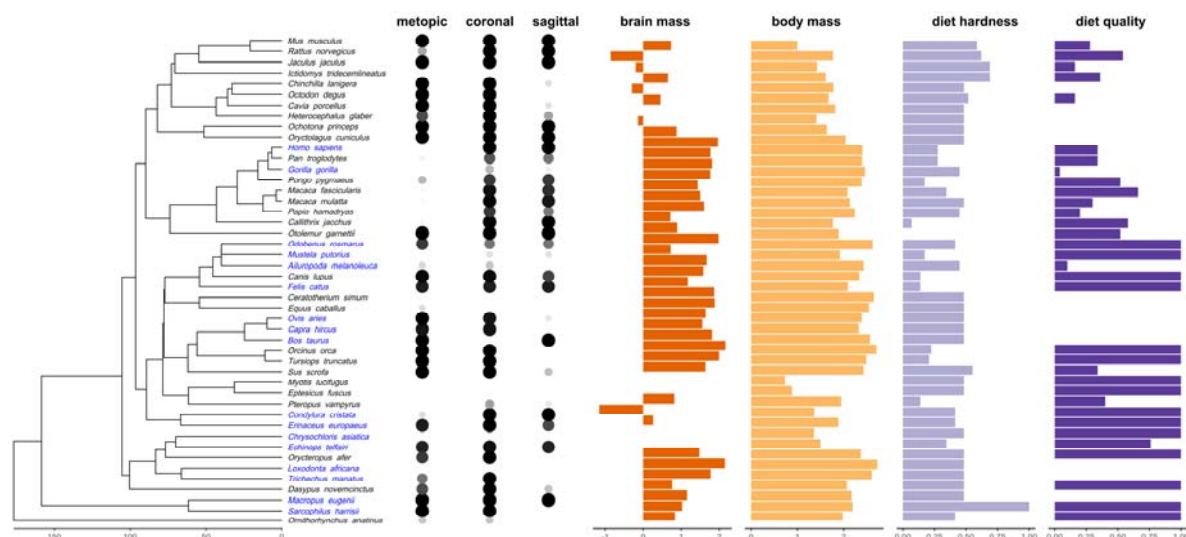 metopic coronal sagittal brain mass body mass diet hardness diet quality
Mus musculus
Rattus norvegicus
Jaculus jaculus
Ictidomys tridecemlineatus
Chinchilla lanigera
Octodon degus
Cavia porcellus
Heterocephalus glaber
Ochotona princeps
Oryctolagus cuniculus
Homo sapiens
Pan troglodytes
Gorilla gorilla
Pongo pygmaeus
Macaca fascicularis
Macaca mulatta
Papio hamadryas
Callithrix jacchus
Otolemur garnettii
Odobenus rosmarus
Mustela putorius
Ailuropoda melanoleuca
Canis lupus
Felis catus
Ceratotherium simum
Equus caballus
Ovis aries
Capra hircus
Bos taurus
Orcinus orca
Tursiops truncatus
Sus scrofa
Myotis lucifugus
Eptesicus fuscus
Pteropus vampyrus
Condylura cristata
Erinaceus europaeus
Chrysochloris asiatica
Echinops telfairi
Orycteropus afer
Loxodonta africana
Trichechus manatus
Dasypus novemcinctus
Macropus eugenii
Sarcophilus harrisii
Ornithorhynchus anatinus
150 100 50 0 -1 0 1 2 0 1 2 0.00 0.25 0.50 0.75 1.00 0.00 0.25 0.50 0.75 1.00